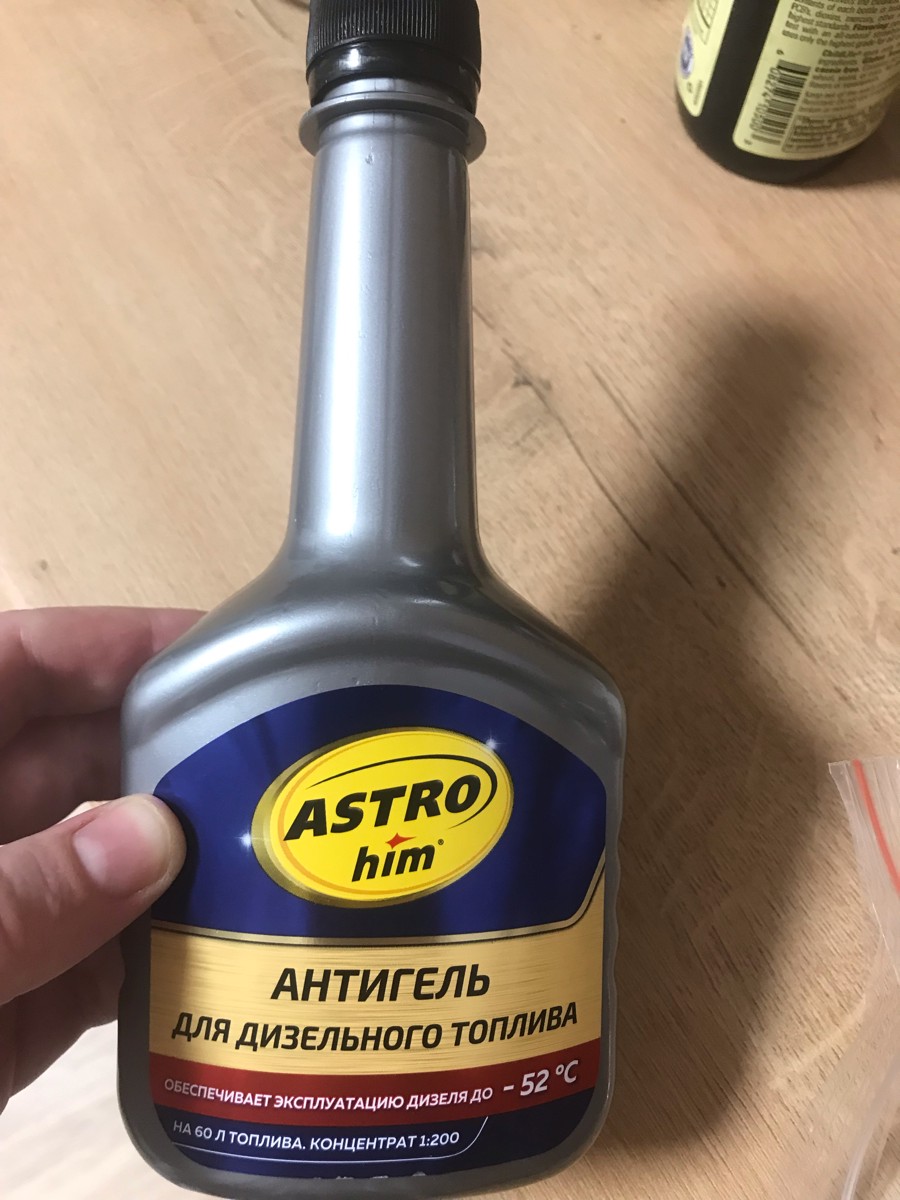 ASTRO
him®
АНТИГЕЛЬ
ДЛЯ ДИЗЕЛЬНОГО ТОПЛИВА
ОБЕСПЕЧИВАЕТ ЭКСПЛУАТАЦИЮ ДИЗЕЛЯ ДО - 52 °C
НА 60 Л ТОПЛИВА. КОНЦЕНТРАТ 1:200